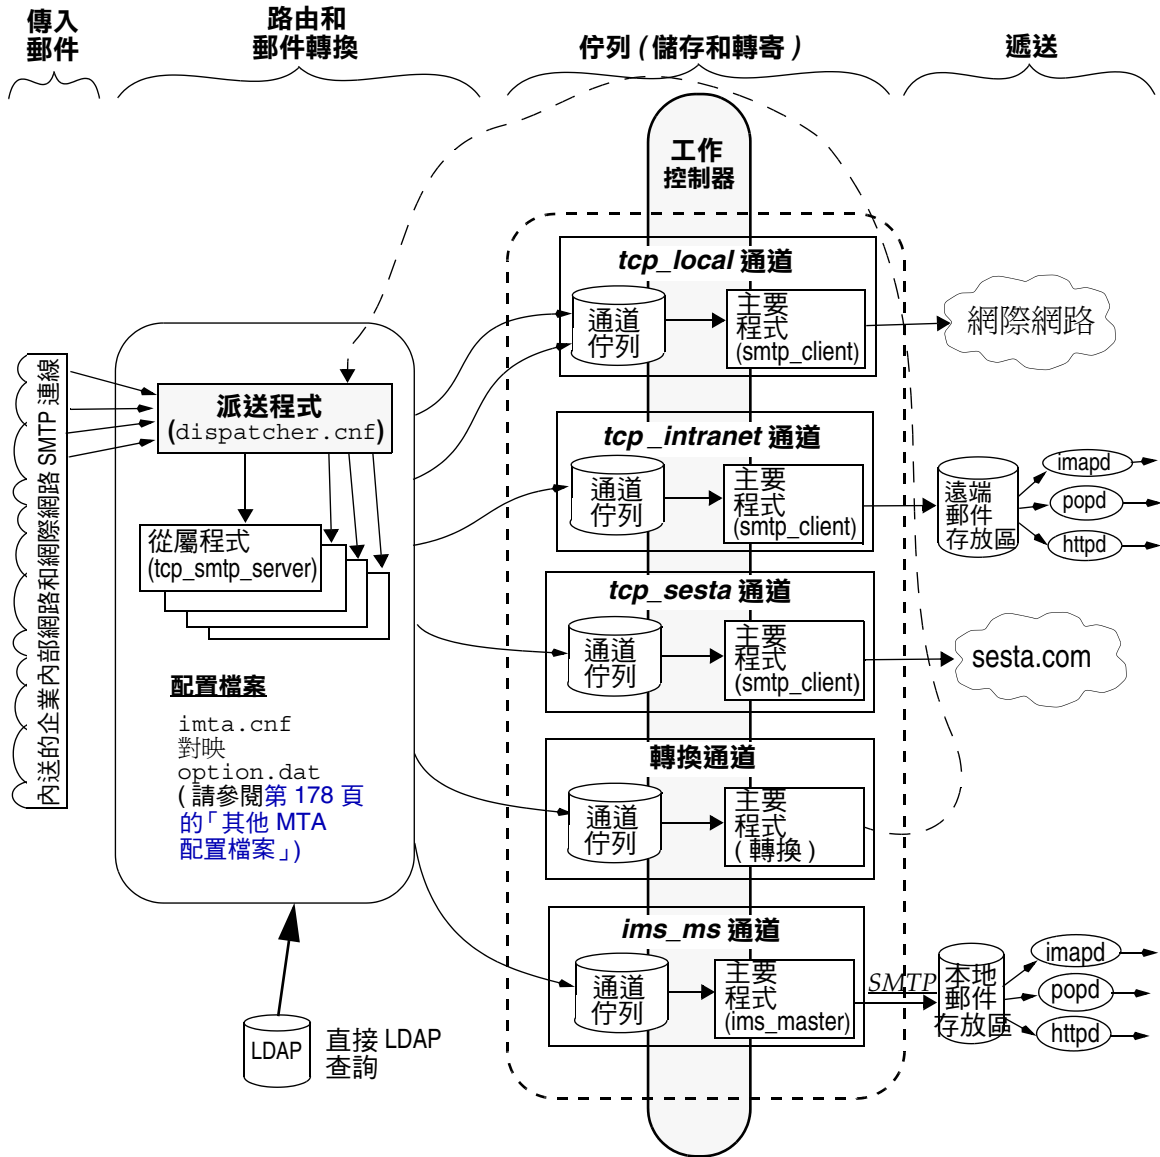 傳入
郵件
路由和
郵件轉換
佇列 ( 儲存和轉寄 )
遞送
工作
控制器
內送的企業內部網路和網際網路 SMTP 連線
派送程式
(dispatcher.cnf)
從屬程式
(tcp_smtp_server)
配置檔案
imta.cnf
對映
option.dat
( 請參閱第 178 頁
的「其他 MTA
配置檔案」)
LDAP
直接 LDAP
查詢
tcp_local 通道
通道
佇列
主要
程式
(smtp_client)
網際網路
tcp_intranet 通道
通道
佇列
主要
程式
(smtp_client)
遠端
郵件
存放區
imapd
popd
httpd
tcp_sesta 通道
通道
佇列
主要
程式
(smtp_client)
sesta.com
轉換通道
通道
佇列
主要
程式
( 轉換 )
ims_ms 通道
通道
佇列
主要
程式
(ims_master)
SMTP
本地
郵件
存放區
imapd
popd
httpd